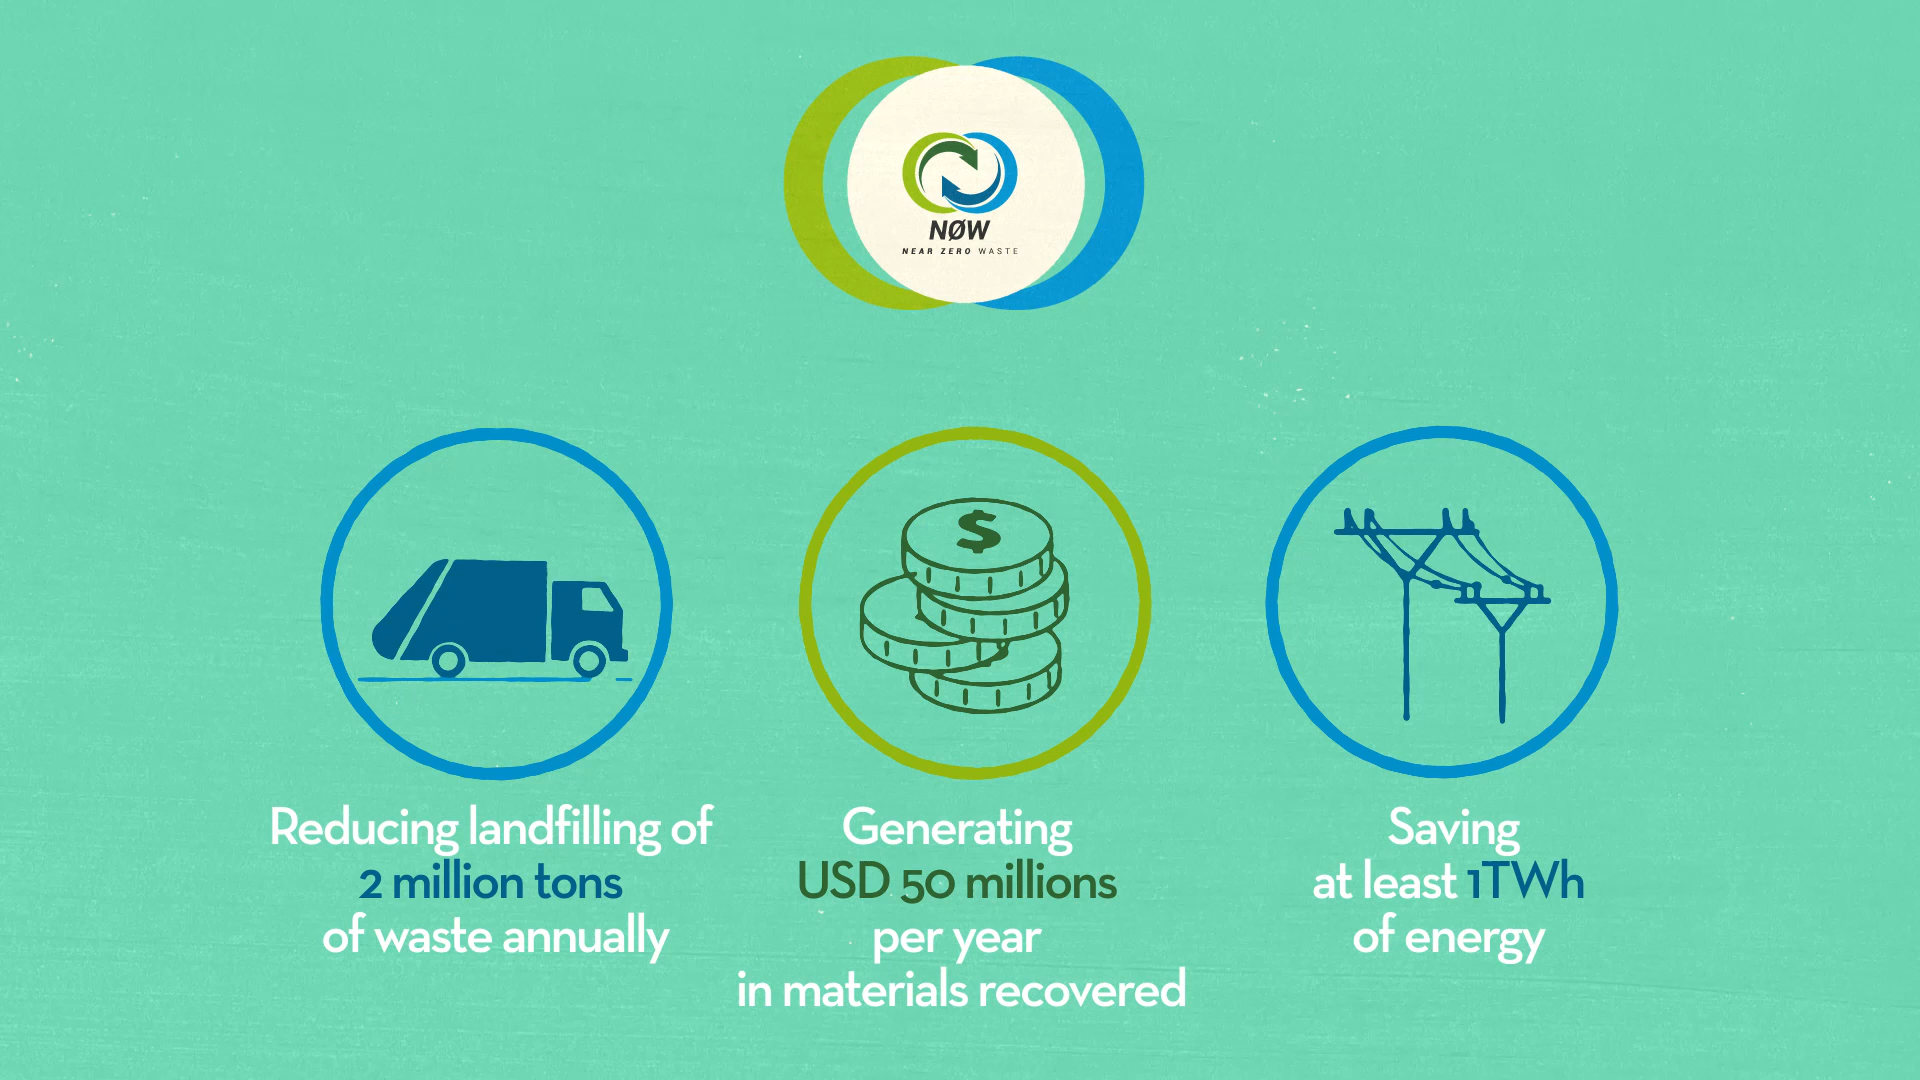 NØW
NEAR ZERO WASTE
$
Reducing landfilling of
2 million tons
of waste annually
Generating
USD 50 millions
per year
in materials recovered
Saving
at least 1TWh
of energy